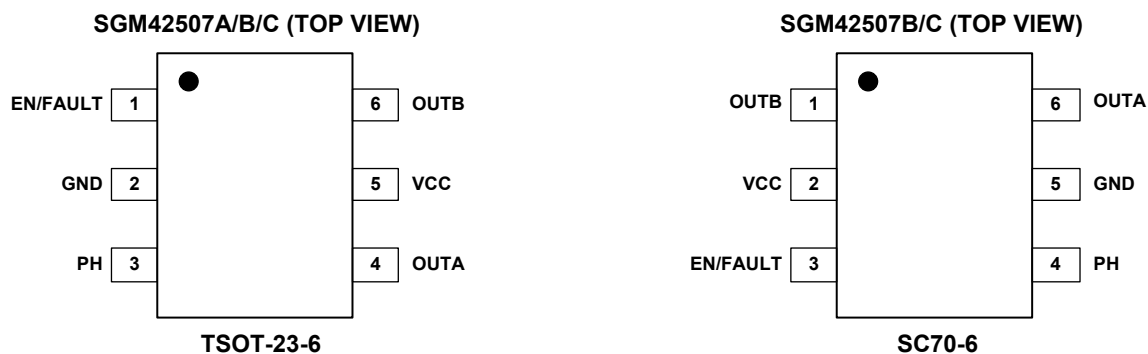 SGM42507A/B/C (TOP VIEW)
EN/FAULT 1
6 OUTB
GND 2
5 VCC
PH 3
4 OUTA
TSOT-23-6
SGM42507B/C (TOP VIEW)
OUTB 1
6 OUTA
VCC 2
5 GND
EN/FAULT 3
4 PH
SC70-6